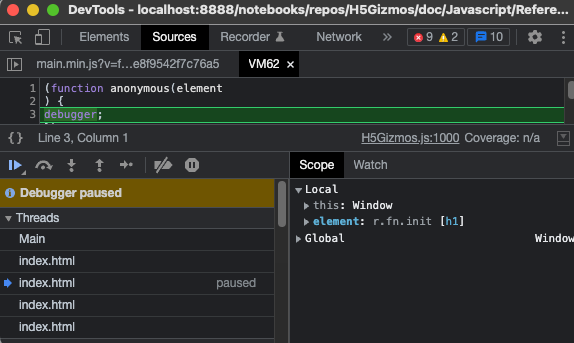 DevTools - localhost:8888/notebooks/repos/H5Gizmos/doc/Javascript/Refere...
Elements Sources Recorder Network » 9 2 10
main.min.js?v=f...e8f9542f7c76a5 VM62 ×
1 (function anonymous(element
2 ) {
3 debugger;
{} Line 3, Column 1 H5Gizmos.js:1000 Coverage: n/a
Scope Watch
Debugger paused
Threads
Main
index.html
index.html paused
index.html
index.html
Local
this: Window
element: r.fn.init [h1]
Global Window